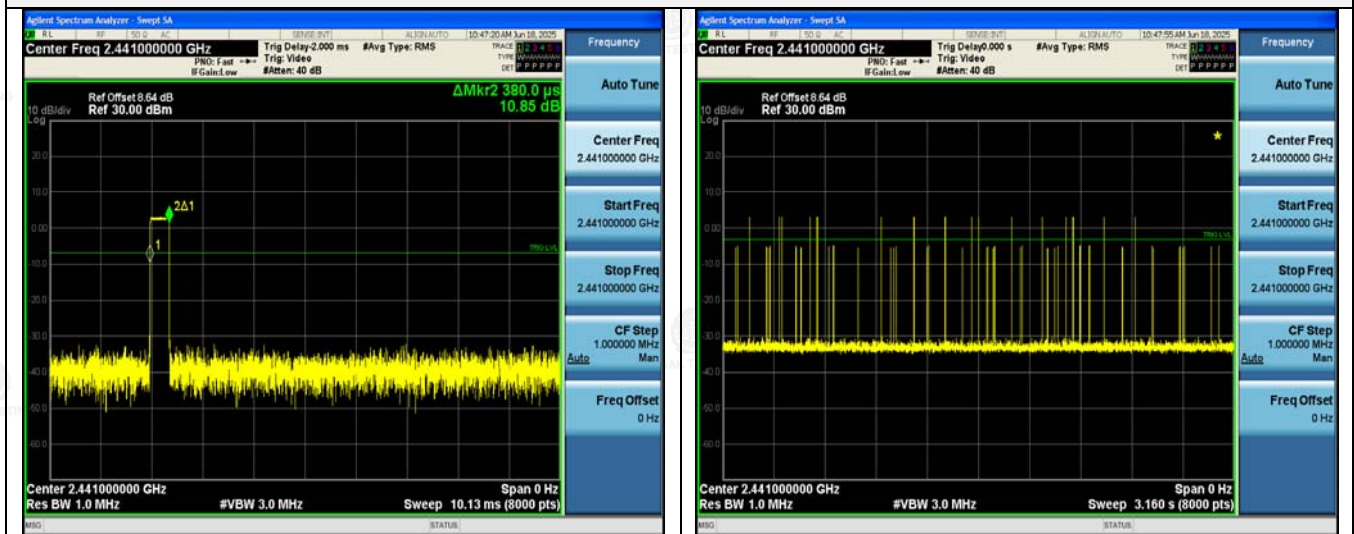 Agilent Spectrum Analyzer - Swept SA
RL RF 50 Ω AC SENSE:INT ALIGN AUTO 10:47:20 AM Jun 18, 2025
Center Freq 2.441000000 GHz
PNO: Fast
IFGain:Low
Trig Delay-2.000 ms
Trig: Video
#Atten: 40 dB
#Avg Type: RMS
TRACE 1 2 3 4 5 6
TYPE
DET P P P P P P
ΔMkr2 380.0 µs
10.85 dB
Ref Offset 8.64 dB
Ref 30.00 dBm
10 dB/div
Log
20.0
10.0
0.00
-10.0
-20.0
-30.0
-40.0
-50.0
-60.0
2Δ1
1
TRIG LVL
Center 2.441000000 GHz
Res BW 1.0 MHz
#VBW 3.0 MHz
Span 0 Hz
Sweep 10.13 ms (8000 pts)
MSG
STATUS
Frequency
Auto Tune
Center Freq
2.441000000 GHz
Start Freq
2.441000000 GHz
Stop Freq
2.441000000 GHz
CF Step
1.000000 MHz
Auto Man
Freq Offset
0 Hz
Agilent Spectrum Analyzer - Swept SA
RL RF 50 Ω AC SENSE:INT ALIGN AUTO 10:47:55 AM Jun 18, 2025
Center Freq 2.441000000 GHz
PNO: Fast
IFGain:Low
Trig Delay0.000 s
Trig: Video
#Atten: 40 dB
#Avg Type: RMS
TRACE 1 2 3 4 5 6
TYPE
DET P P P P P P
Ref Offset 8.64 dB
Ref 30.00 dBm
10 dB/div
Log
20.0
10.0
0.00
-10.0
-20.0
-30.0
-40.0
-50.0
-60.0
*
TRIG LVL
Center 2.441000000 GHz
Res BW 1.0 MHz
#VBW 3.0 MHz
Span 0 Hz
Sweep 3.160 s (8000 pts)
MSG
STATUS
Frequency
Auto Tune
Center Freq
2.441000000 GHz
Start Freq
2.441000000 GHz
Stop Freq
2.441000000 GHz
CF Step
1.000000 MHz
Auto Man
Freq Offset
0 Hz